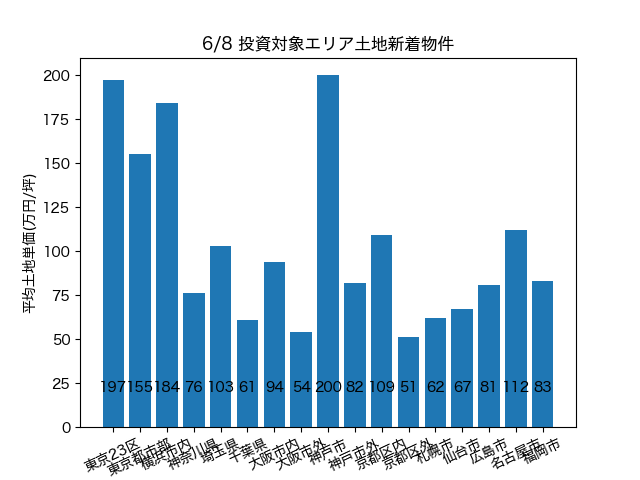 6/8 投資対象エリア土地新着物件
平均土地単価(万円/坪)
200
175
150
125
100
75
50
25
0
197 155 184 76 103 61 94 54 200 82 109 51 62 67 81 112 83
東京23区
東京都市部
横浜市内
神奈川県
埼玉県
千葉県
大阪市内
大阪市外
神戸市
神戸市外
京都区内
京都区外
札幌市
仙台市
広島市
名古屋市
福岡市